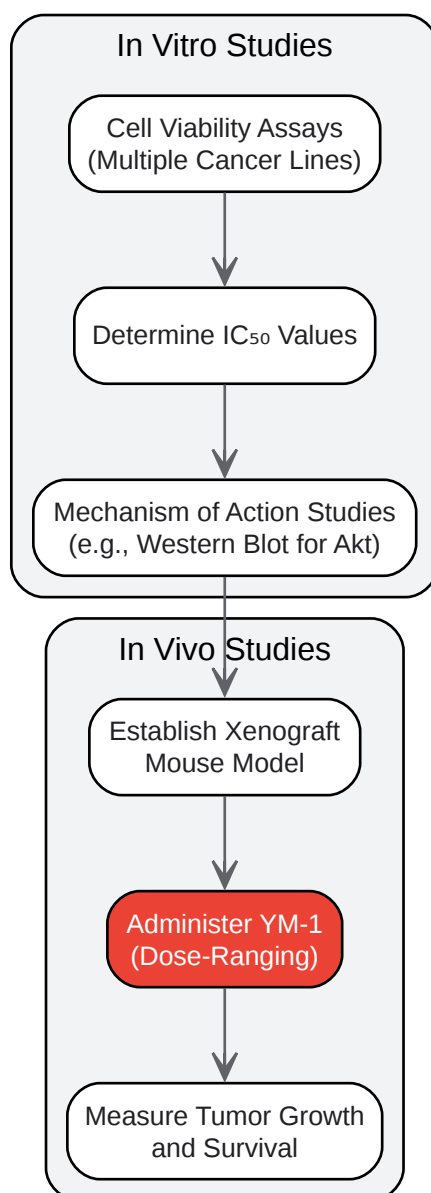 In Vitro Studies
Cell Viability Assays
(Multiple Cancer Lines)
Determine IC₅₀ Values
Mechanism of Action Studies
(e.g., Western Blot for Akt)
In Vivo Studies
Establish Xenograft
Mouse Model
Administer YM-1
(Dose-Ranging)
Measure Tumor Growth
and Survival